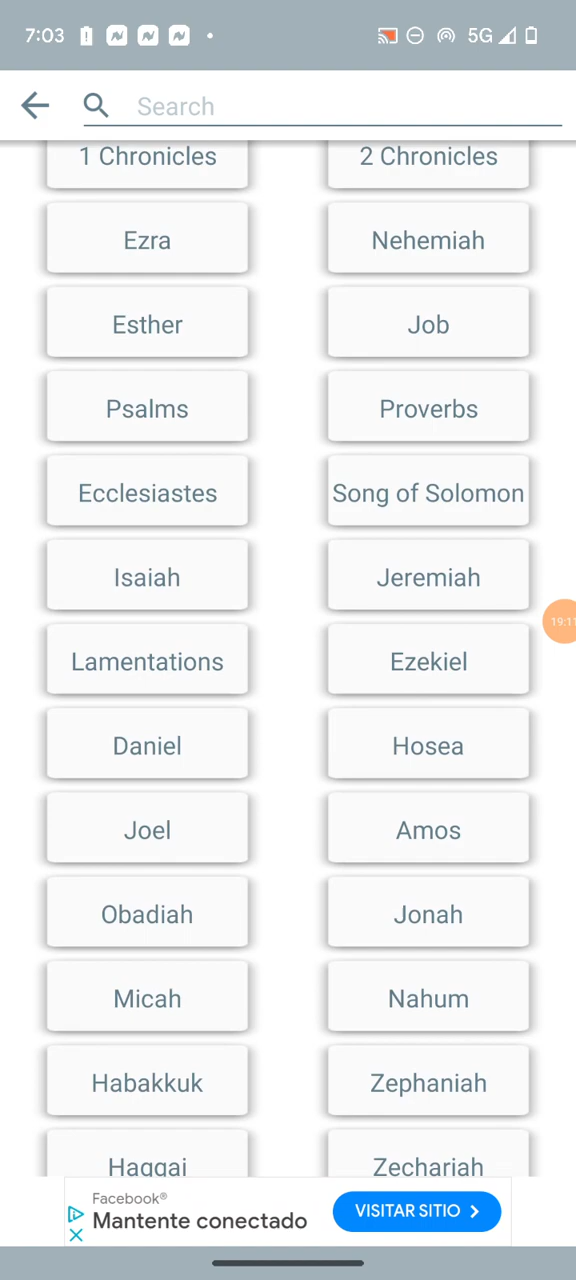 7:03
5G
Search
1 Chronicles
2 Chronicles
Ezra
Nehemiah
Esther
Job
Psalms
Proverbs
Ecclesiastes
Song of Solomon
Isaiah
Jeremiah
19:11
Lamentations
Ezekiel
Daniel
Hosea
Joel
Amos
Obadiah
Jonah
Micah
Nahum
Habakkuk
Zephaniah
Haggai
Zechariah
Facebook®
Mantente conectado
VISITAR SITIO